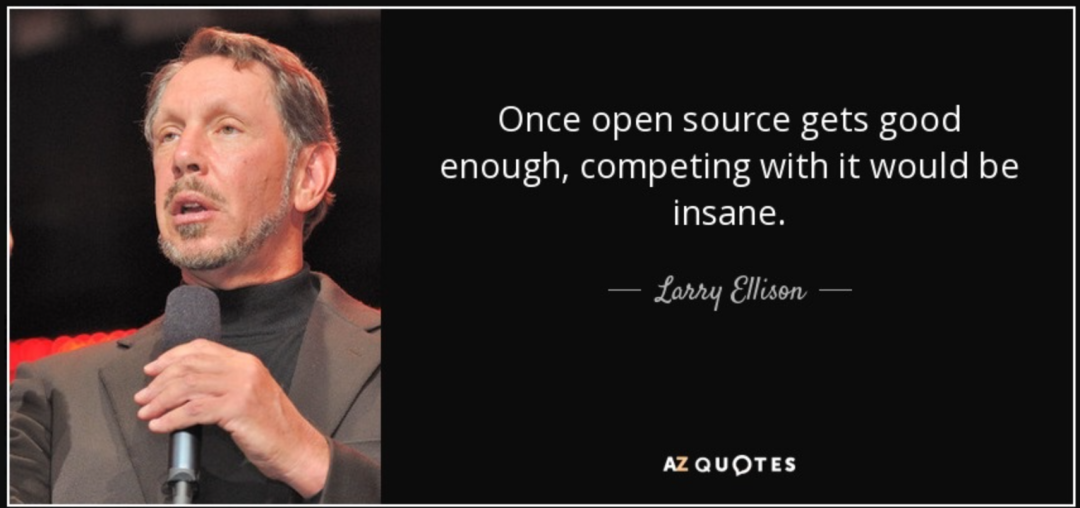 Once open source gets good
enough, competing with it would be
insane.
Larry Ellison
AZ QUOTES